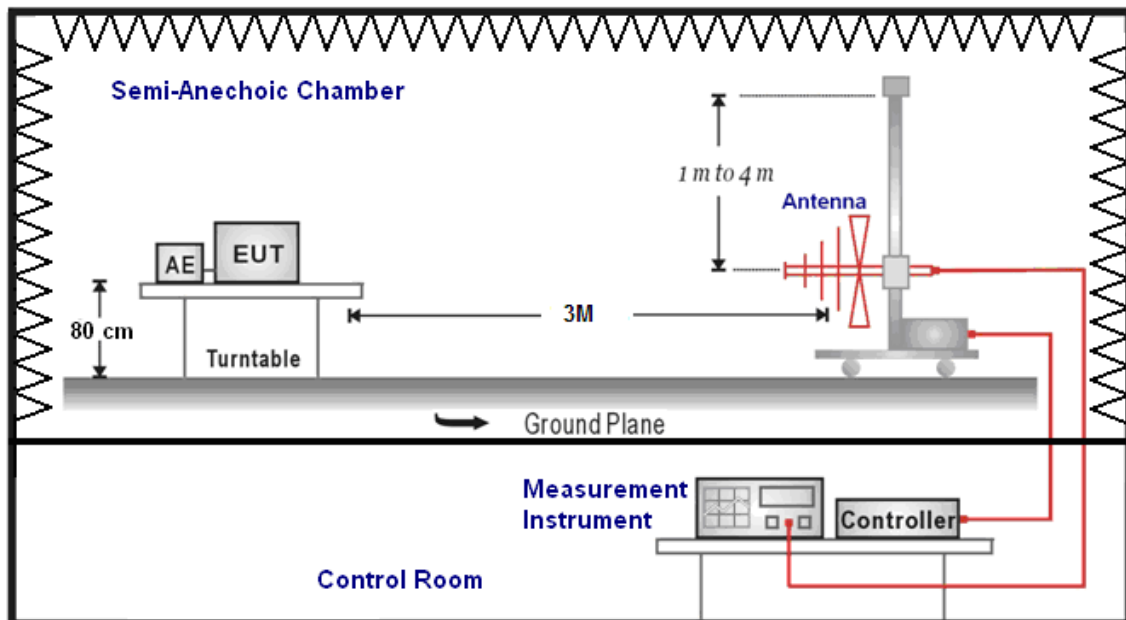 Semi-Anechoic Chamber
1 m to 4 m
Antenna
AE
EUT
80 cm
3M
Turntable
Ground Plane
Measurement
Instrument
Controller
Control Room